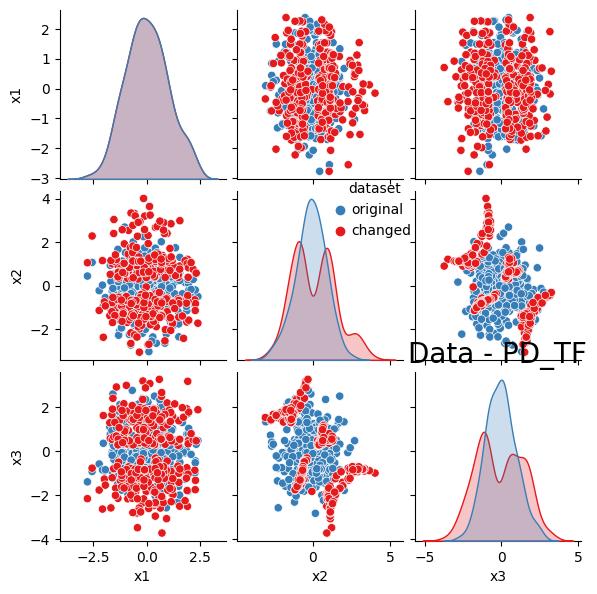 x1
2
1
0
−1
−2
−3
dataset
original
changed
x2
4
2
0
−2
Data - PD_TF
x3
2
0
−2
−4
−2.5 0.0 2.5
0 5
−5 0 5
x1 x2 x3